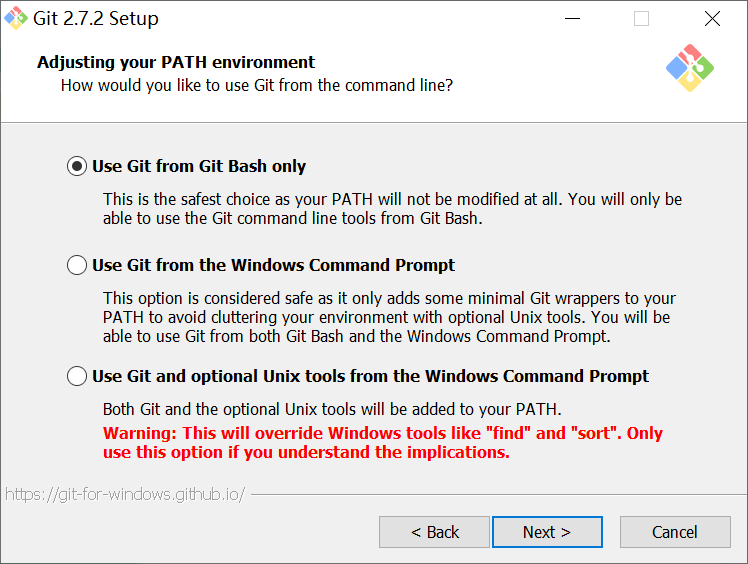 Git 2.7.2 Setup
Adjusting your PATH environment
How would you like to use Git from the command line?
Use Git from Git Bash only
This is the safest choice as your PATH will not be modified at all. You will only be
able to use the Git command line tools from Git Bash.
Use Git from the Windows Command Prompt
This option is considered safe as it only adds some minimal Git wrappers to your
PATH to avoid cluttering your environment with optional Unix tools. You will be
able to use Git from both Git Bash and the Windows Command Prompt.
Use Git and optional Unix tools from the Windows Command Prompt
Both Git and the optional Unix tools will be added to your PATH.
Warning: This will override Windows tools like "find" and "sort". Only
use this option if you understand the implications.
https://git-for-windows.github.io/
< Back
Next >
Cancel